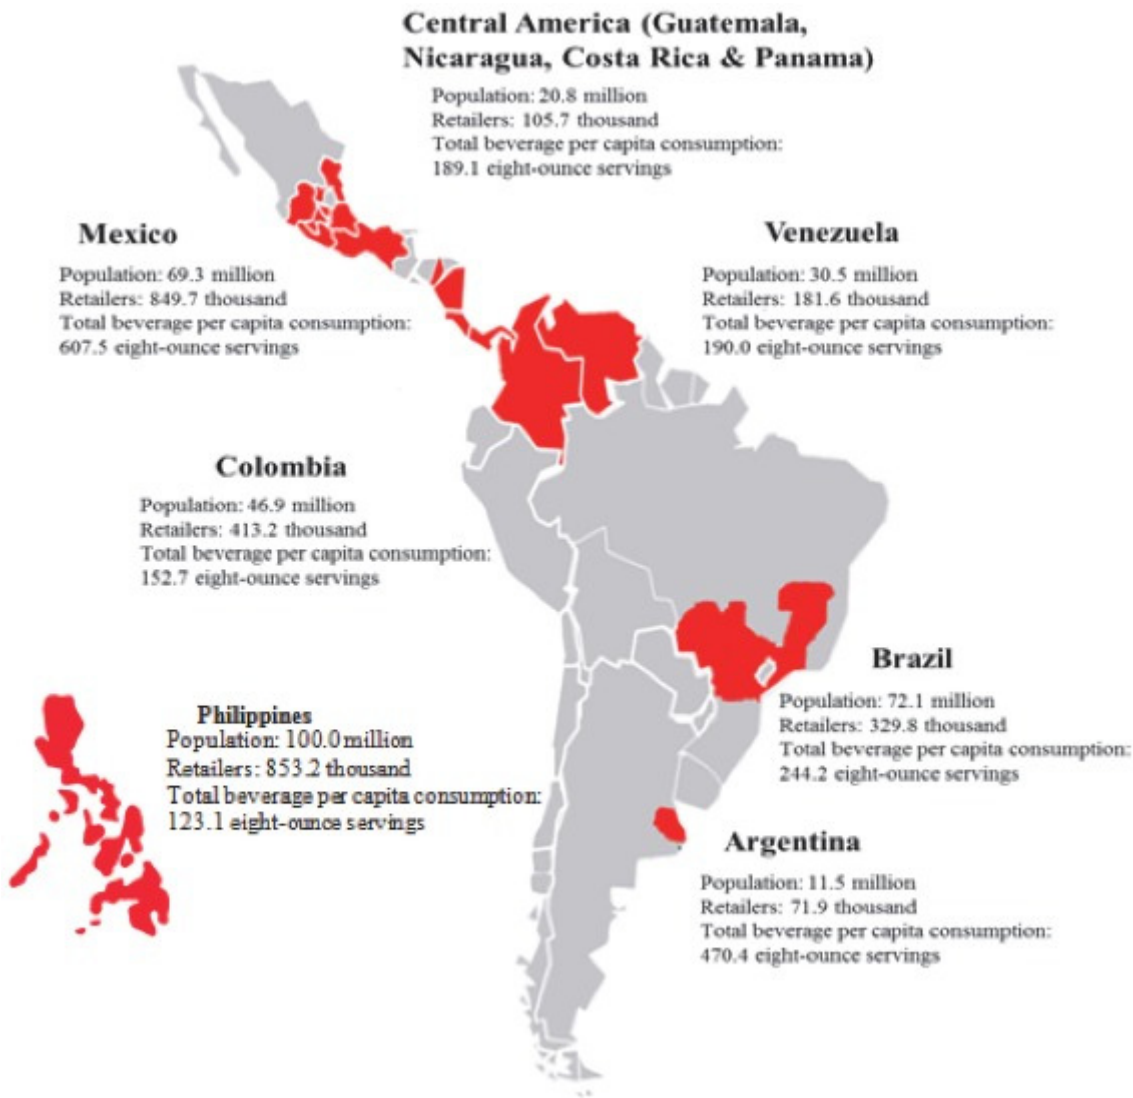 Central America (Guatemala,
Nicaragua, Costa Rica & Panama)
Population: 20.8 million
Retailers: 105.7 thousand
Total beverage per capita consumption:
189.1 eight-ounce servings
Mexico
Population: 69.3 million
Retailers: 849.7 thousand
Total beverage per capita consumption:
607.5 eight-ounce servings
Venezuela
Population: 30.5 million
Retailers: 181.6 thousand
Total beverage per capita consumption:
190.0 eight-ounce servings
Colombia
Population: 46.9 million
Retailers: 413.2 thousand
Total beverage per capita consumption:
152.7 eight-ounce servings
Brazil
Population: 72.1 million
Retailers: 329.8 thousand
Total beverage per capita consumption:
244.2 eight-ounce servings
Philippines
Population: 100.0 million
Retailers: 853.2 thousand
Total beverage per capita consumption:
123.1 eight-ounce servings
Argentina
Population: 11.5 million
Retailers: 71.9 thousand
Total beverage per capita consumption:
470.4 eight-ounce servings